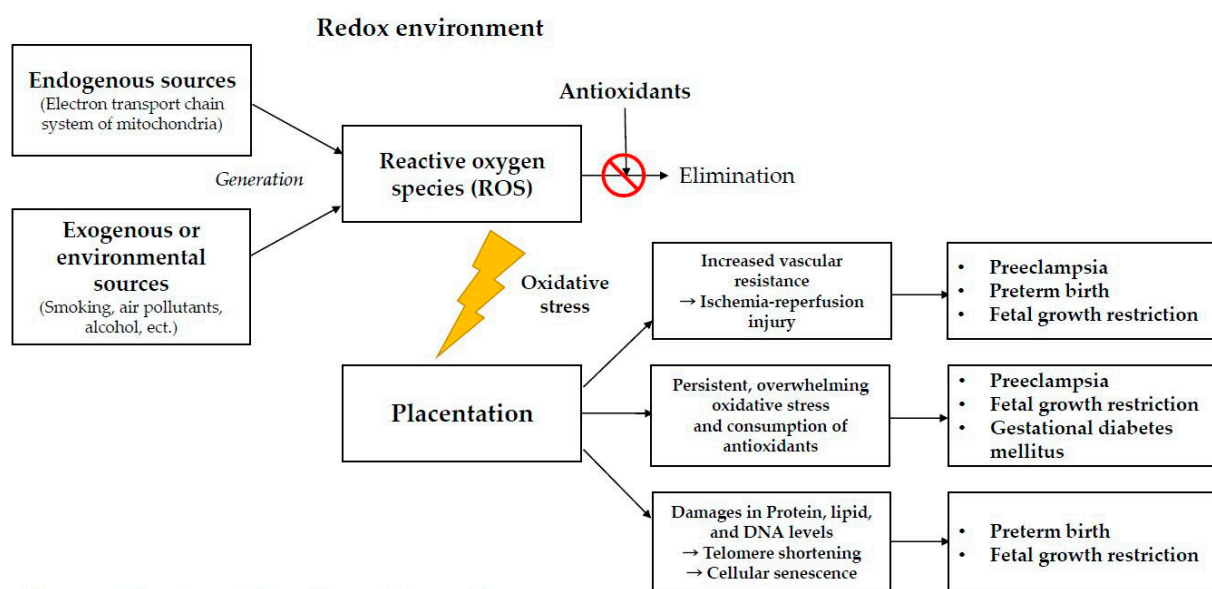 Redox environment
Endogenous sources
(Electron transport chain
system of mitochondria)
Generation
Exogenous or
environmental
sources
(Smoking, air pollutants,
alcohol, ect.)
Reactive oxygen
species (ROS)
Antioxidants
Elimination
Oxidative
stress
Placentation
Increased vascular
resistance
→ Ischemia-reperfusion
injury
• Preeclampsia
• Preterm birth
• Fetal growth restriction
Persistent, overwhelming
oxidative stress
and consumption of
antioxidants
• Preeclampsia
• Fetal growth restriction
• Gestational diabetes
mellitus
Damages in Protein, lipid,
and DNA levels
→ Telomere shortening
→ Cellular senescence
• Preterm birth
• Fetal growth restriction